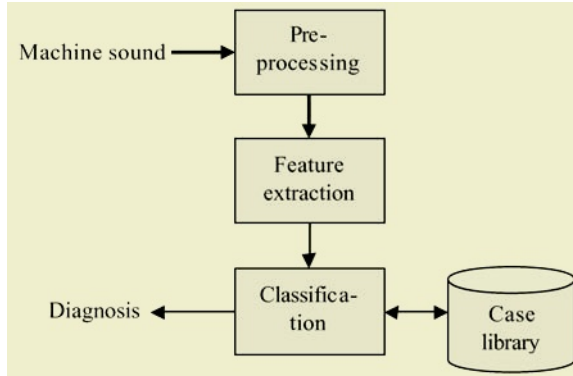 Machine sound
Pre-
processing
Feature
extraction
Classifica-
tion
Diagnosis
Case
library